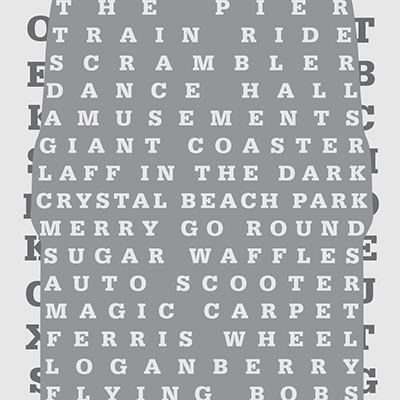 THE PIER
TRAIN RIDE
SCRAMBLER
DANCE HALL
AMUSEMENTS
GIANT COASTER
LAFF IN THE DARK
CRYSTAL BEACH PARK
MERRY GO ROUND
SUGAR WAFFLES
AUTO SCOOTER
MAGIC CARPET
FERRIS WHEEL
LOGANBERRY
FLYING BOBS